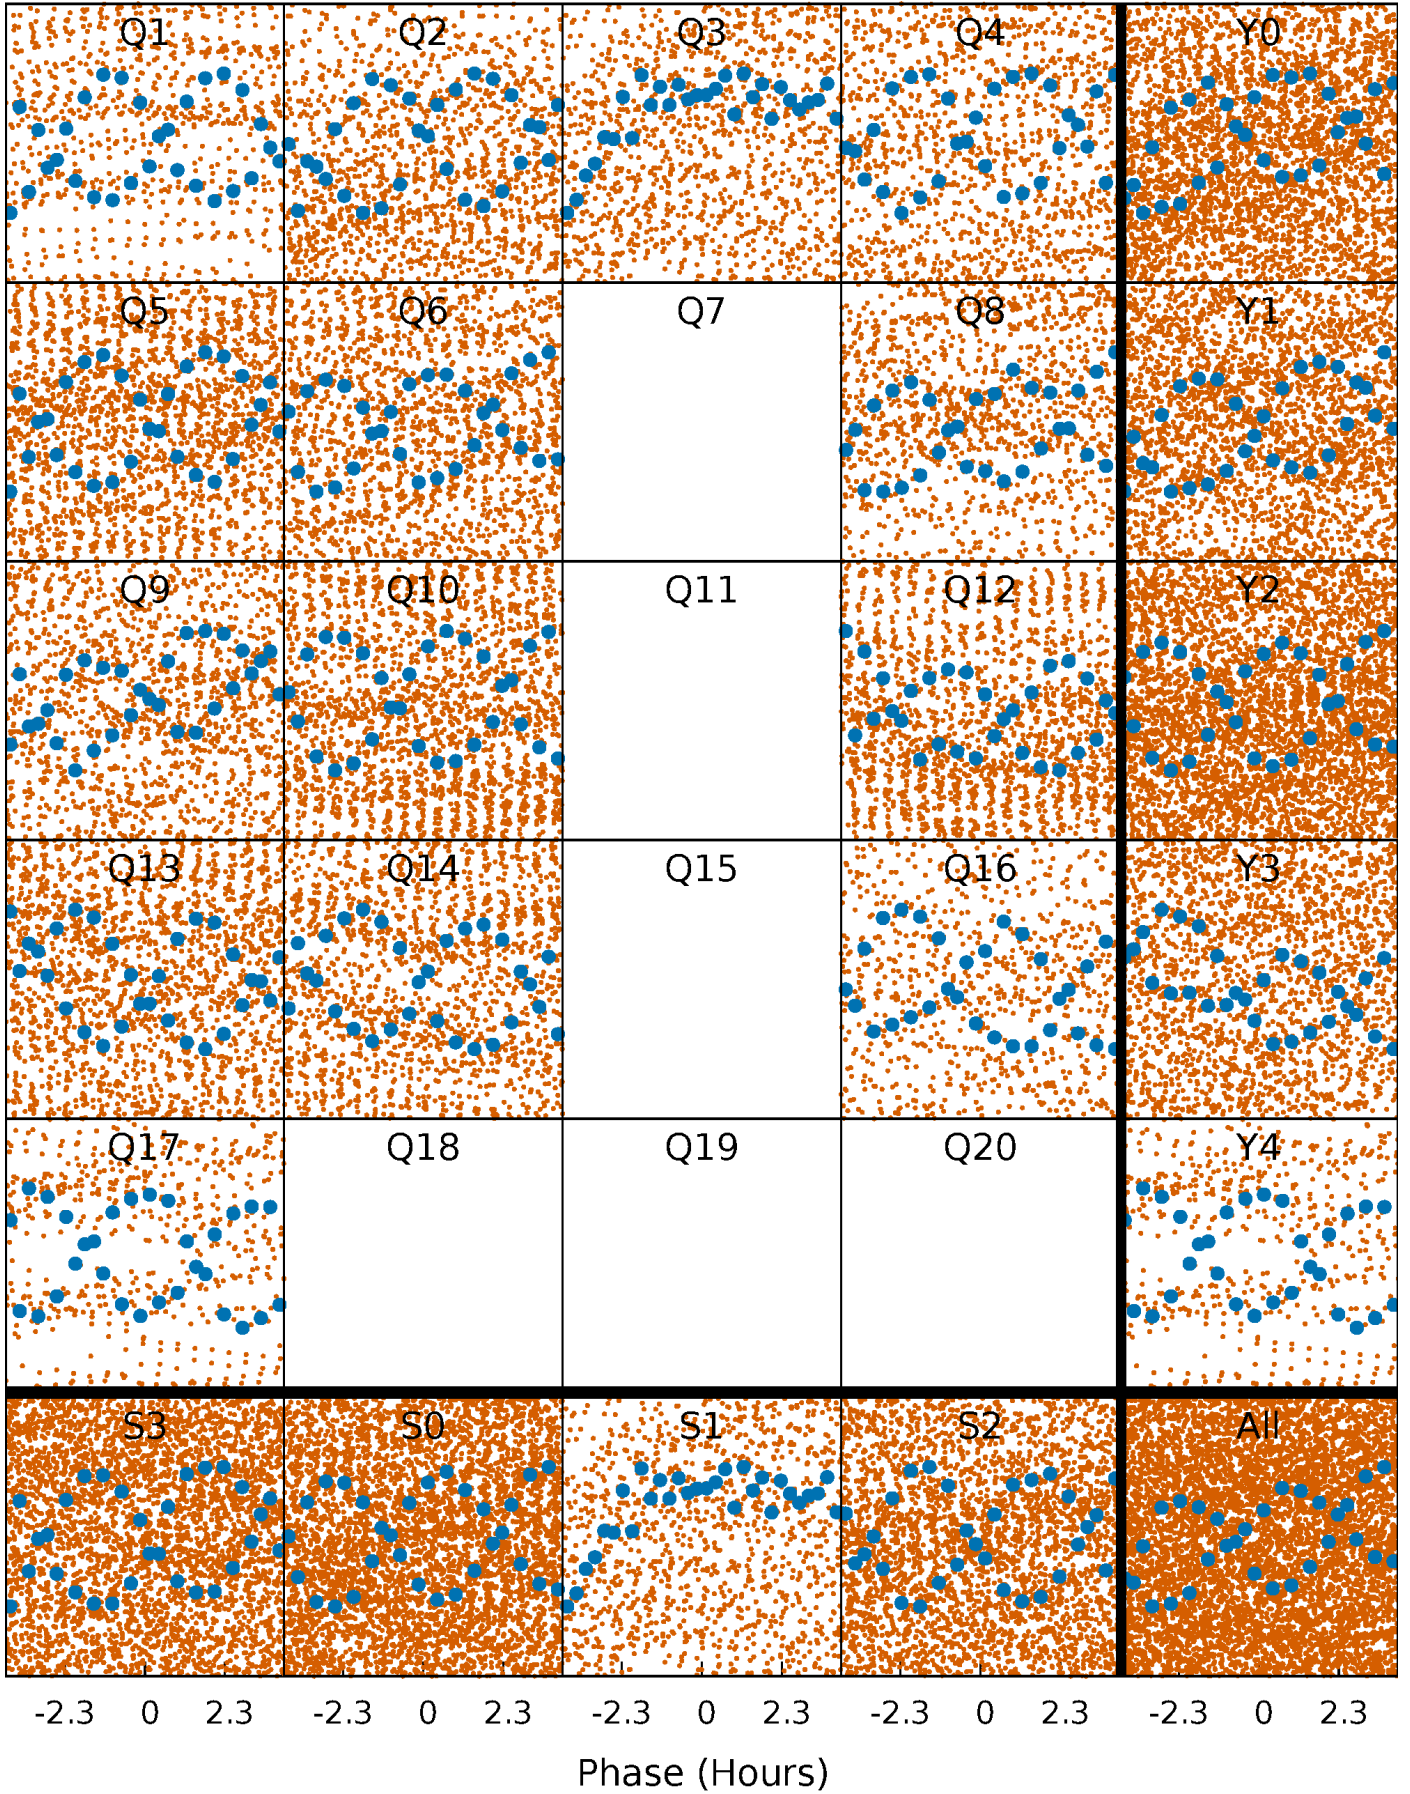 Q1 Q2 Q3 Q4 Y0
Q5 Q6 Q7 Q8 Y1
Q9 Q10 Q11 Q12 Y2
Q13 Q14 Q15 Q16 Y3
Q17 Q18 Q19 Q20 Y4
S3 S0 S1 S2 All
-2.3 0 2.3 -2.3 0 2.3 -2.3 0 2.3 -2.3 0 2.3 -2.3 0 2.3
Phase (Hours)